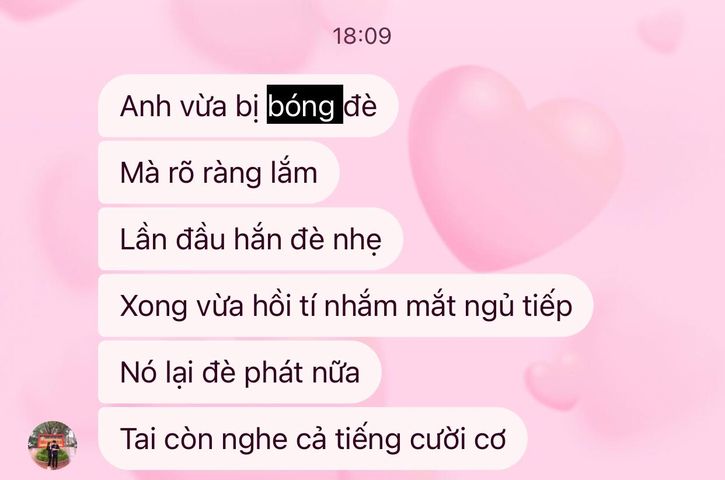 18:09
Anh vừa bị bóng đè
Mà rõ ràng lắm
Lần đầu hắn đè nhẹ
Xong vừa hồi tí nhắm mắt ngủ tiếp
Nó lại đè phát nữa
Tai còn nghe cả tiếng cười cơ